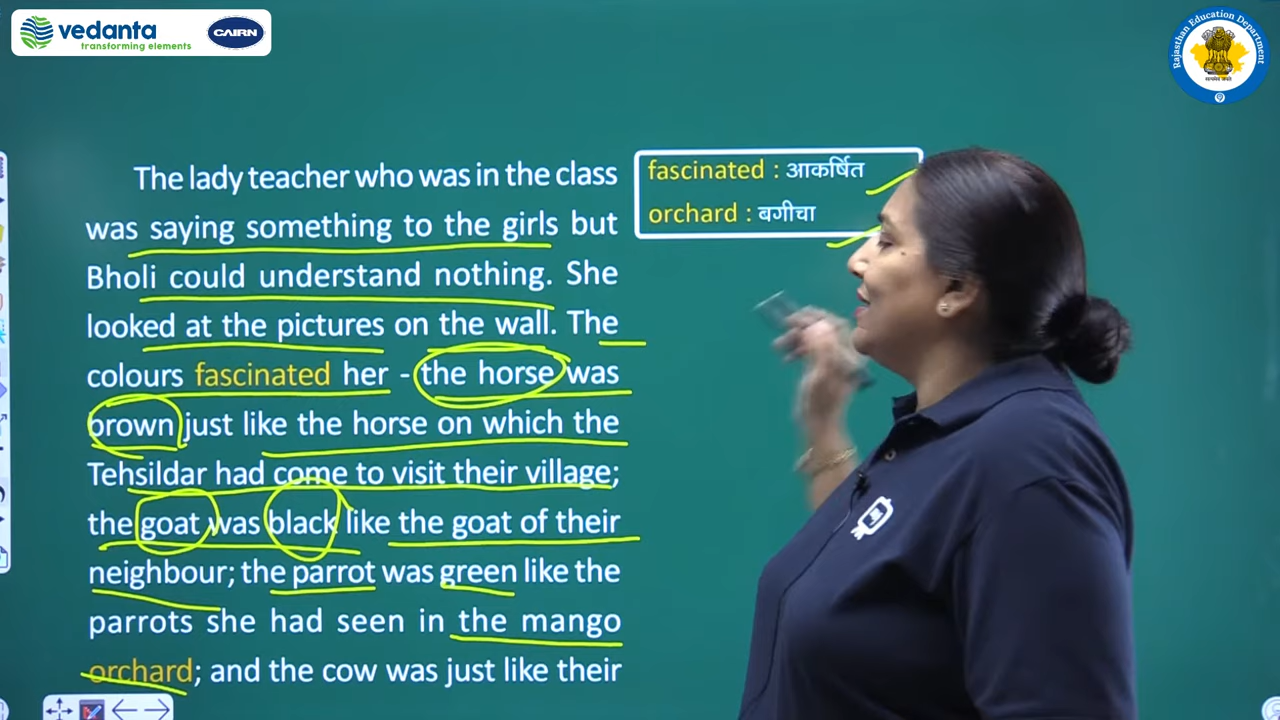 vedanta
transforming elements
CAIRN
Rajasthan Education Department
The lady teacher who was in the class
was saying something to the girls but
Bholi could understand nothing. She
looked at the pictures on the wall. The
colours fascinated her - the horse was
brown just like the horse on which the
Tehsildar had come to visit their village;
the goat was black like the goat of their
neighbour; the parrot was green like the
parrots she had seen in the mango
orchard; and the cow was just like their
fascinated : आकर्षित
orchard : बगीचा